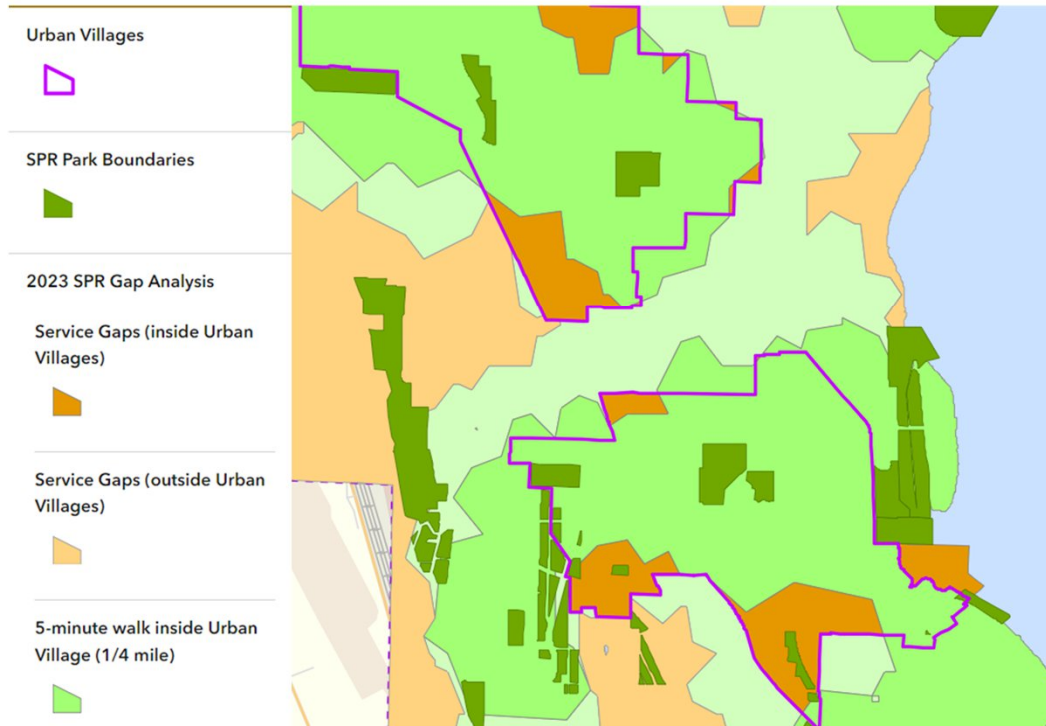 Urban Villages
SPR Park Boundaries
2023 SPR Gap Analysis
Service Gaps (inside Urban
Villages)
Service Gaps (outside Urban
Villages)
5-minute walk inside Urban
Village (1/4 mile)